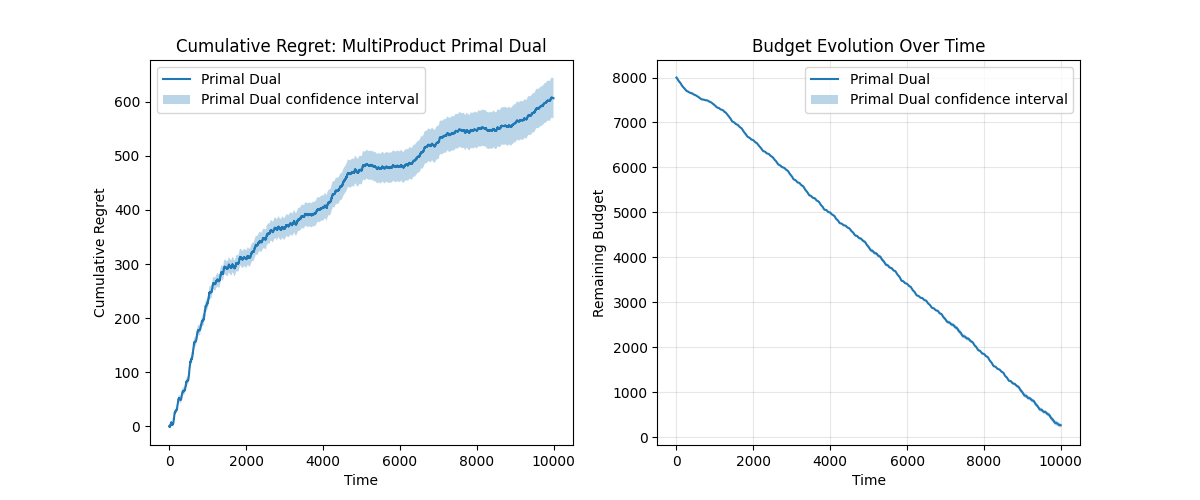 Cumulative Regret: MultiProduct Primal Dual
Primal Dual
Primal Dual confidence interval
Cumulative Regret
600
500
400
300
200
100
0
0 2000 4000 6000 8000 10000
Time
Budget Evolution Over Time
Primal Dual
Primal Dual confidence interval
Remaining Budget
8000
7000
6000
5000
4000
3000
2000
1000
0
0 2000 4000 6000 8000 10000
Time